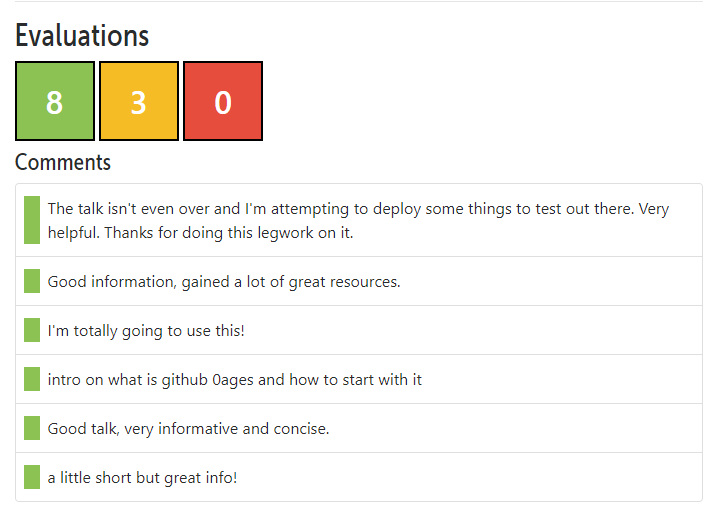 Evaluations
8 3 0
Comments
The talk isn't even over and I'm attempting to deploy some things to test out there. Very
helpful. Thanks for doing this legwork on it.
Good information, gained a lot of great resources.
I'm totally going to use this!
intro on what is github 0ages and how to start with it
Good talk, very informative and concise.
a little short but great info!